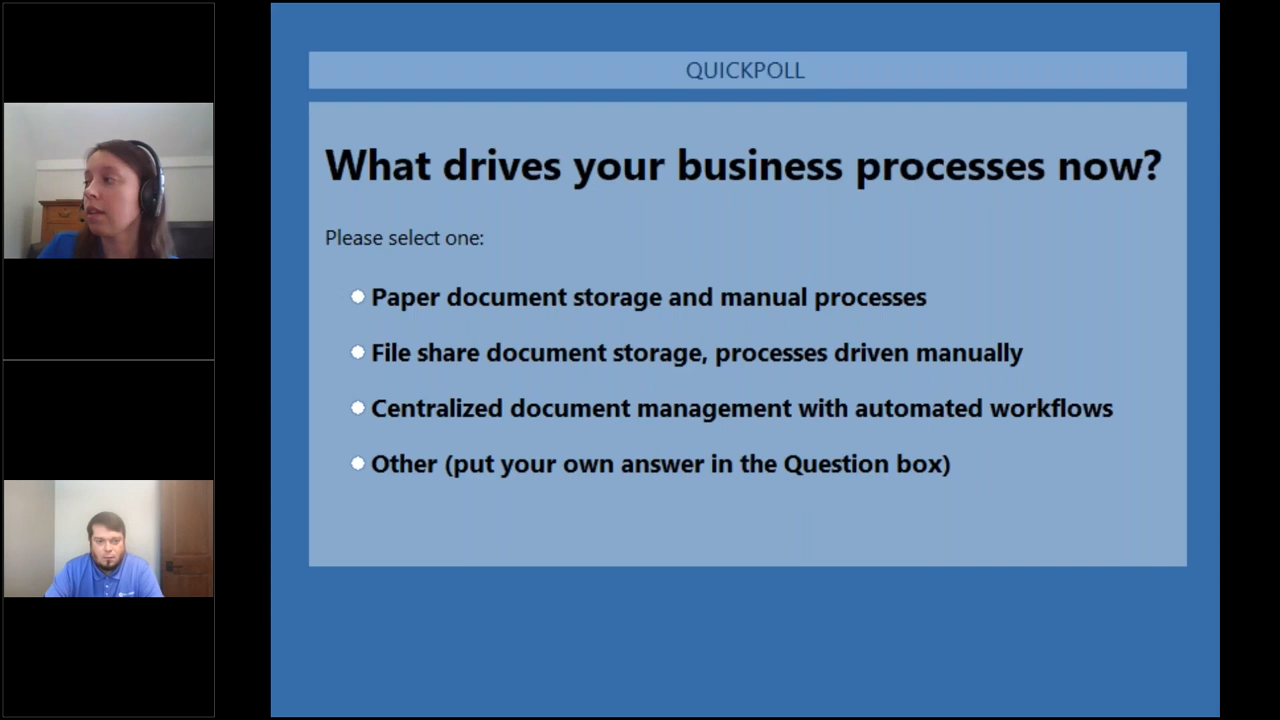 QUICKPOLL
What drives your business processes now?
Please select one:
Paper document storage and manual processes
File share document storage, processes driven manually
Centralized document management with automated workflows
Other (put your own answer in the Question box)